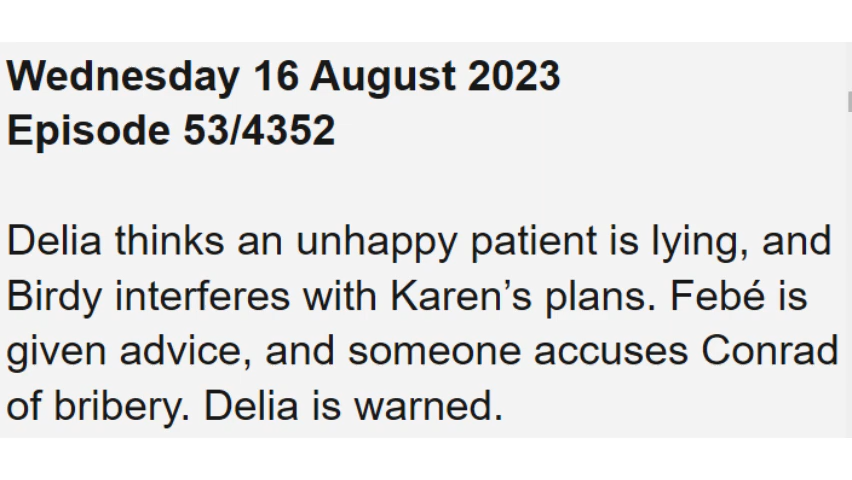 Wednesday 16 August 2023
Episode 53/4352
Delia thinks an unhappy patient is lying, and
Birdy interferes with Karen’s plans. Febé is
given advice, and someone accuses Conrad
of bribery. Delia is warned.